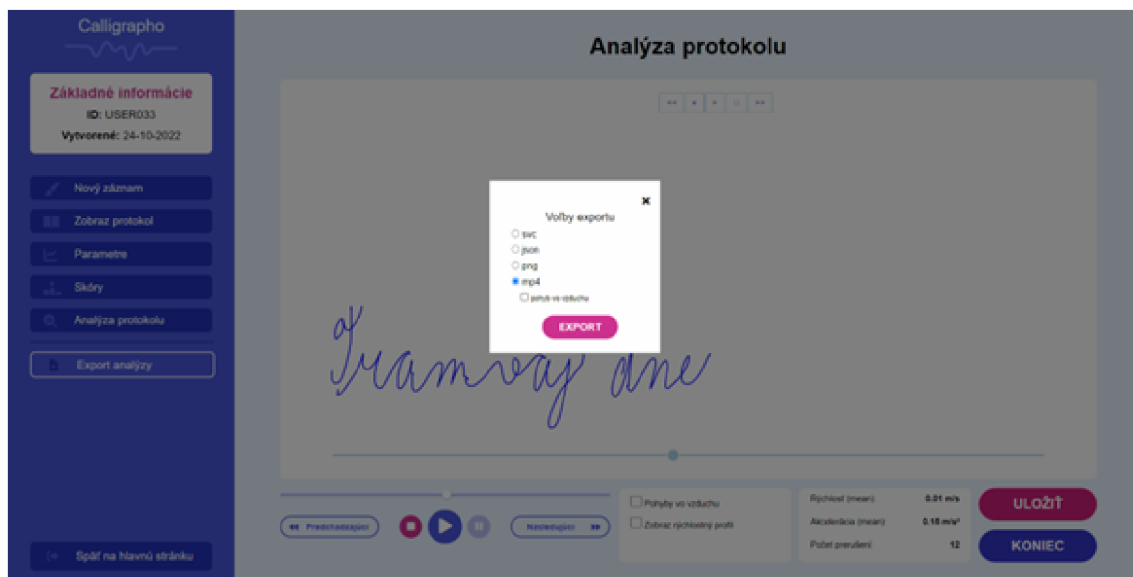 Calligrapho
Základné informácie
ID: USER033
Vytvorené: 24-10-2022
Nový záznam
Zobraz protokol
Parametre
Skóry
Analýza protokolu
Export analýzy
Späť na hlavnú stránku
Analýza protokolu
Voľby exportu
svc
json
png
mp4
pohyb vo vzduchu
EXPORT
Tramvaj dne
Predchádzajúci
Nasledujúci
Pohyby vo vzduchu
Zobraz rýchlostný profil
Rýchlosť (mean): 0.01 m/s
Akcelerácia (mean): 0.15 m/s²
Počet prerušení: 12
ULOŽIŤ
KONIEC